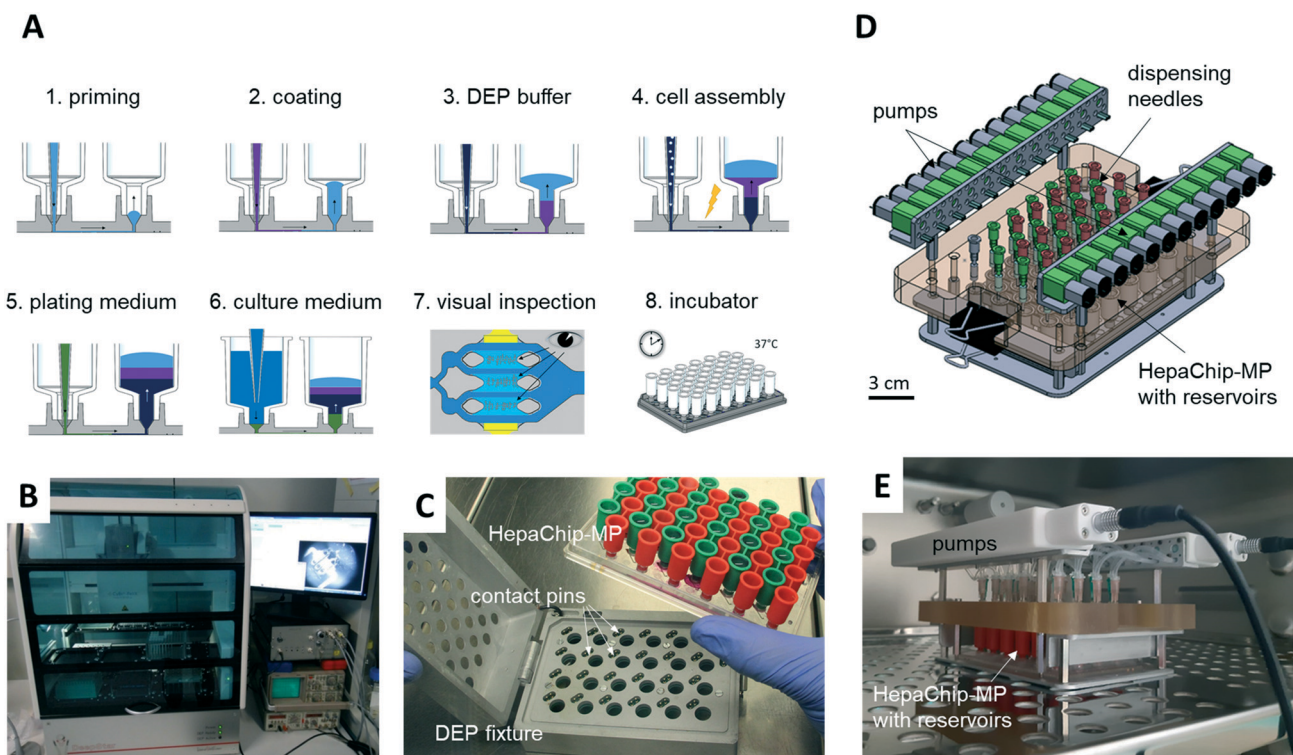 A
1. priming
2. coating
3. DEP buffer
4. cell assembly
5. plating medium
6. culture medium
7. visual inspection
8. incubator
37°C
D
pumps
dispensing
needles
3 cm
HepaChip-MP
with reservoirs
B
C
HepaChip-MP
contact pins
DEP fixture
E
pumps
HepaChip-MP
with reservoirs